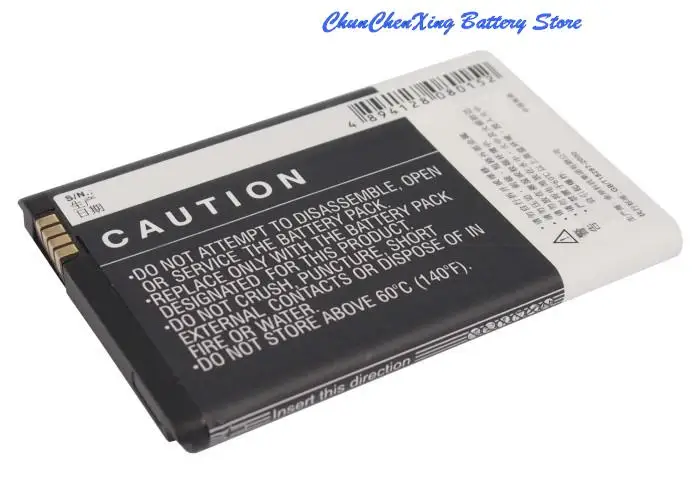 ChunChenXing Battery Store
4894128080152
S/N.:
生产
日期
CAUTION
•DO NOT ATTEMPT TO DISASSEMBLE, OPEN
OR SERVICE THE BATTERY PACK.
•REPLACE ONLY WITH THE BATTERY PACK
DESIGNATED FOR THIS PRODUCT.
•DO NOT CRUSH, PUNCTURE, SHORT
EXTERNAL CONTACTS OR DISPOSE IN
FIRE OR WATER.
•DO NOT STORE ABOVE 60°C (140°F).
Insert this direction